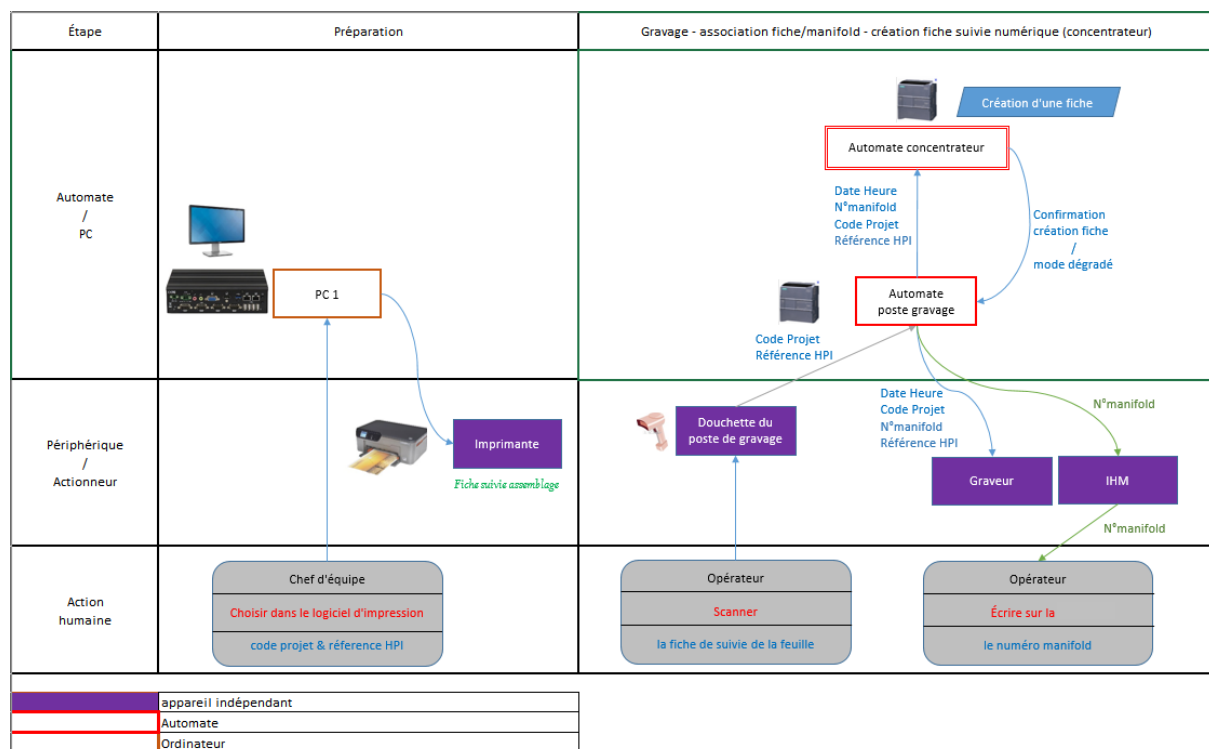 Étape
Préparation
Gravage - association fiche/manifold - création fiche suivie numérique (concentrateur)
Automate
/
PC
PC 1
Création d'une fiche
Automate concentrateur
Date Heure
N°manifold
Code Projet
Référence HPI
Confirmation
création fiche
/
mode dégradé
Automate
poste gravage
Code Projet
Référence HPI
Périphérique
/
Actionneur
Imprimante
Fiche suivie assemblage
Douchette du
poste de gravage
Date Heure
Code Projet
N°manifold
Référence HPI
N°manifold
Graveur
IHM
N°manifold
Action
humaine
Chef d'équipe
Choisir dans le logiciel d'impression
code projet & réference HPI
Opérateur
Scanner
la fiche de suivie de la feuille
Opérateur
Écrire sur la
le numéro manifold
appareil indépendant
Automate
Ordinateur